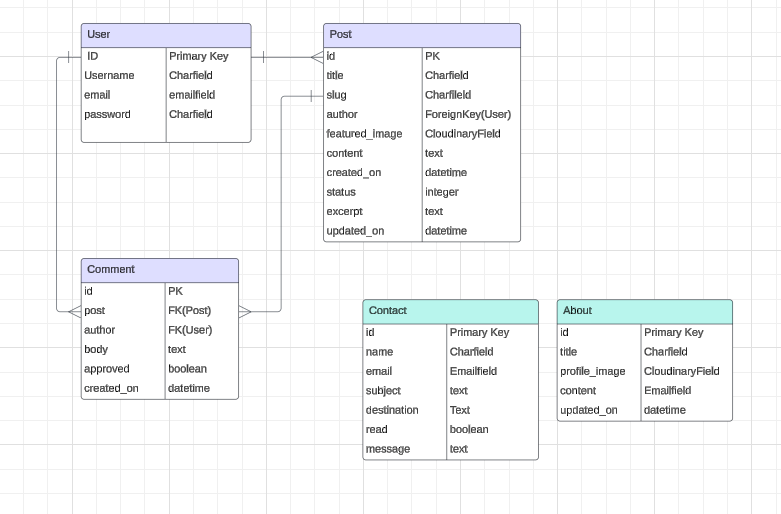 User
ID Primary Key
Username Charfield
email emailfield
password Charfield
Post
id PK
title Charfield
slug Charfileld
author ForeignKey(User)
featured_image CloudinaryField
content text
created_on datetime
status integer
excerpt text
updated_on datetime
Comment
id PK
post FK(Post)
author FK(User)
body text
approved boolean
created_on datetime
Contact
id Primary Key
name Charfield
email Emailfield
subject text
destination Text
read boolean
message text
About
id Primary Key
title Charfield
profile_image CloudinaryField
content Emailfield
updated_on datetime